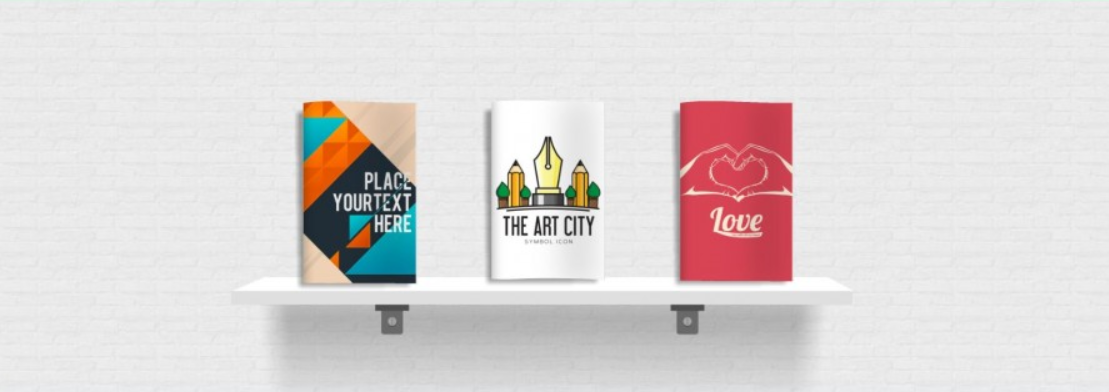 PLACE
YOURTEXT
HERE
THE ART CITY
SYMBOL ICON
Love